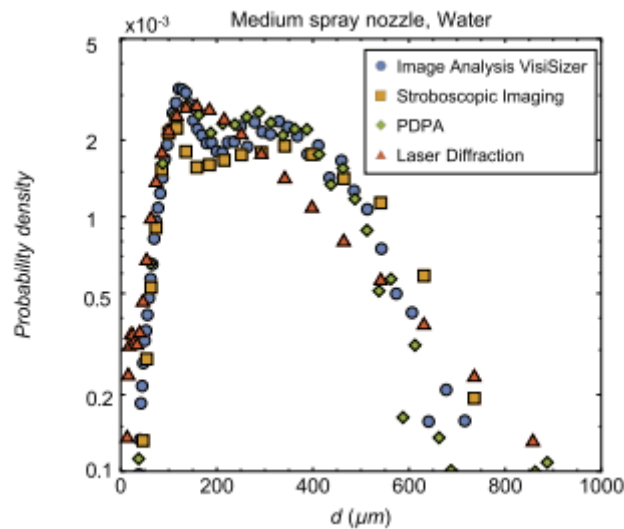 Medium spray nozzle, Water
x10-3
5
2
1
0.5
0.2
0.1
Probability density
Image Analysis VisiSizer
Stroboscopic Imaging
PDPA
Laser Diffraction
0 200 400 600 800 1000
d (μm)